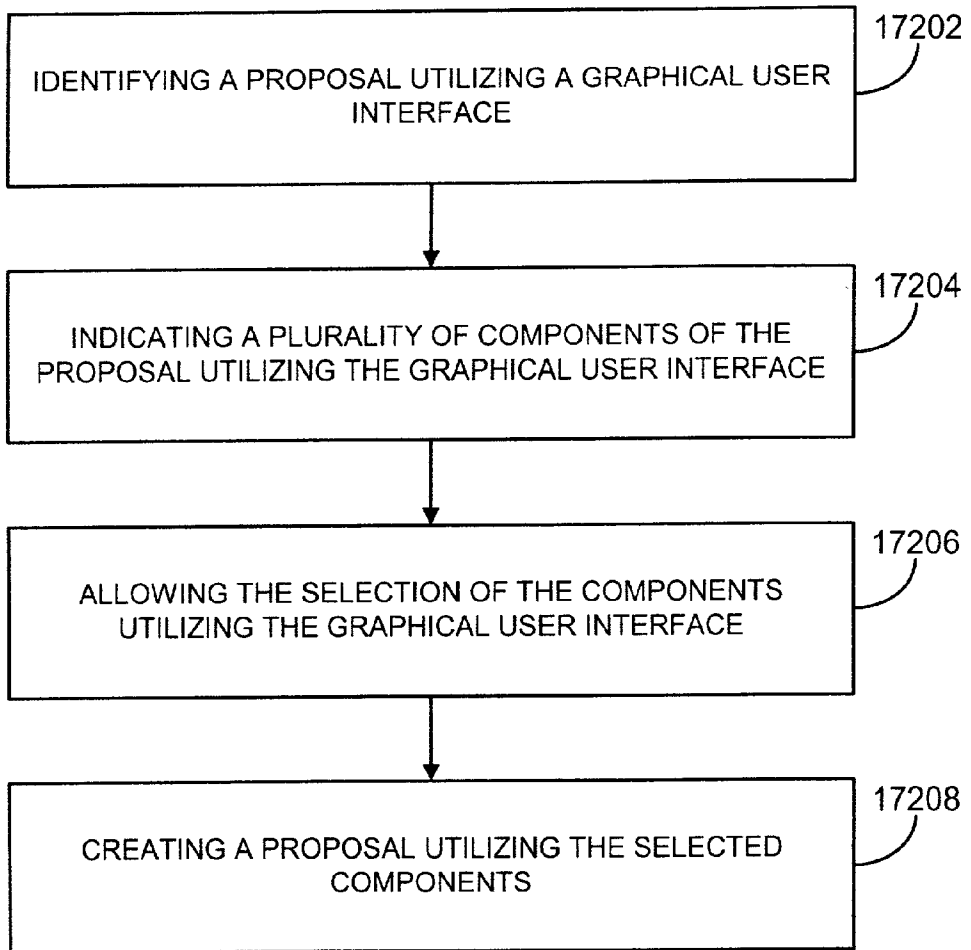 17202
IDENTIFYING A PROPOSAL UTILIZING A GRAPHICAL USER
INTERFACE
17204
INDICATING A PLURALITY OF COMPONENTS OF THE
PROPOSAL UTILIZING THE GRAPHICAL USER INTERFACE
17206
ALLOWING THE SELECTION OF THE COMPONENTS
UTILIZING THE GRAPHICAL USER INTERFACE
17208
CREATING A PROPOSAL UTILIZING THE SELECTED
COMPONENTS